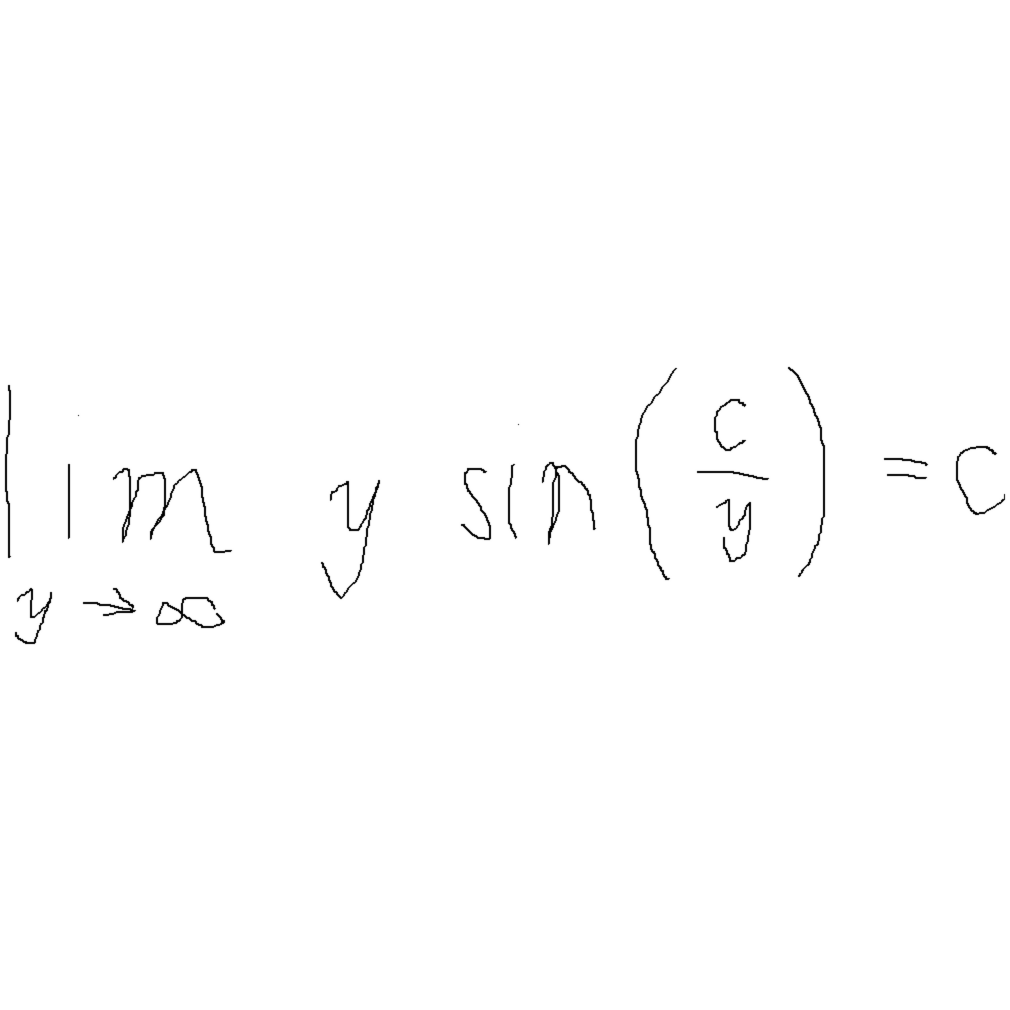 lim y sin(c/y) = c
y → ∞